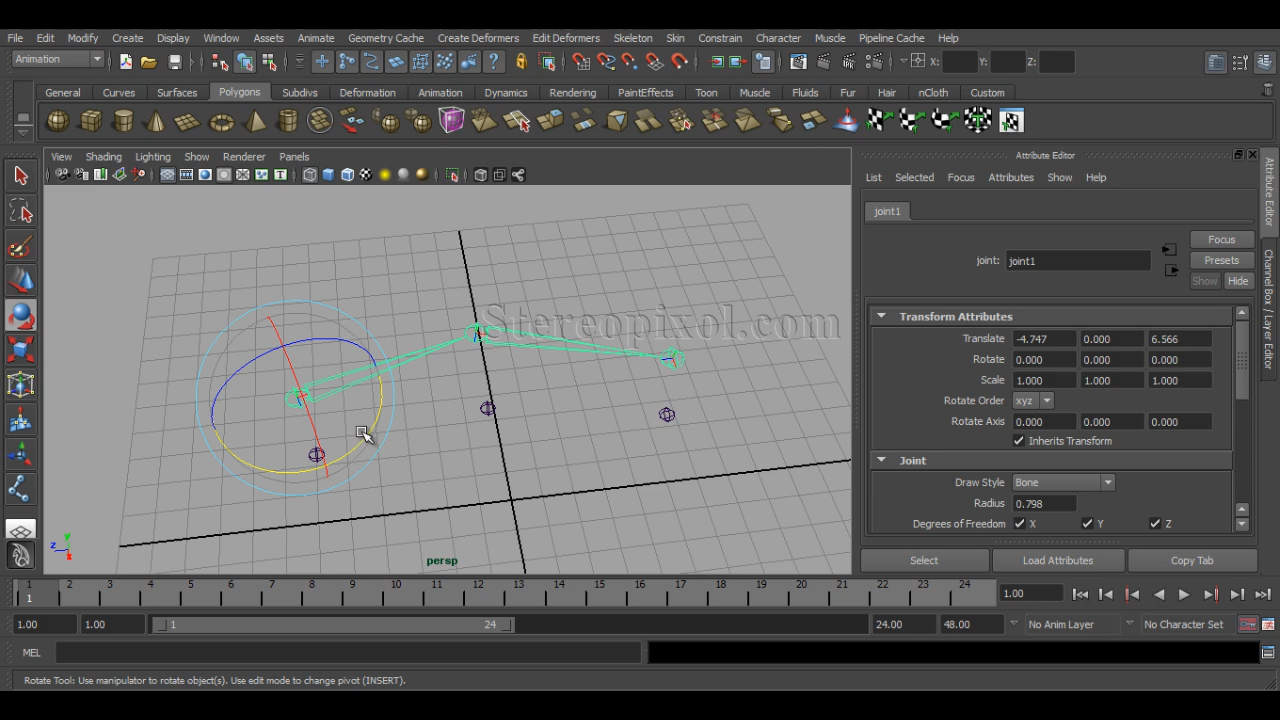 File Edit Modify Create Display Window Assets Animate Geometry Cache Create Deformers Edit Deformers Skeleton Skin Constrain Character Muscle Pipeline Cache Help
Animation X: Y: Z:
General Curves Surfaces Polygons Subdivs Deformation Animation Dynamics Rendering PaintEffects Toon Muscle Fluids Fur Hair nCloth Custom
View Shading Lighting Show Renderer Panels
Attribute Editor
List Selected Focus Attributes Show Help
joint1
Focus
joint: joint1
Presets
Show Hide
Transform Attributes
Translate -4.747 0.000 6.566
Rotate 0.000 0.000 0.000
Scale 1.000 1.000 1.000
Rotate Order xyz
Rotate Axis 0.000 0.000 0.000
Inherits Transform
Joint
Draw Style Bone
Radius 0.798
Degrees of Freedom X Y Z
Select Load Attributes Copy Tab
Attribute Editor
Channel Box / Layer Editor
Stereopixol.com
y
z
x
persp
1 2 3 4 5 6 7 8 9 10 11 12 13 14 15 16 17 18 19 20 21 22 23 24
1 1.00
1.00 1.00 1 24 24.00 48.00 No Anim Layer No Character Set
MEL
Rotate Tool: Use manipulator to rotate object(s). Use edit mode to change pivot (INSERT).